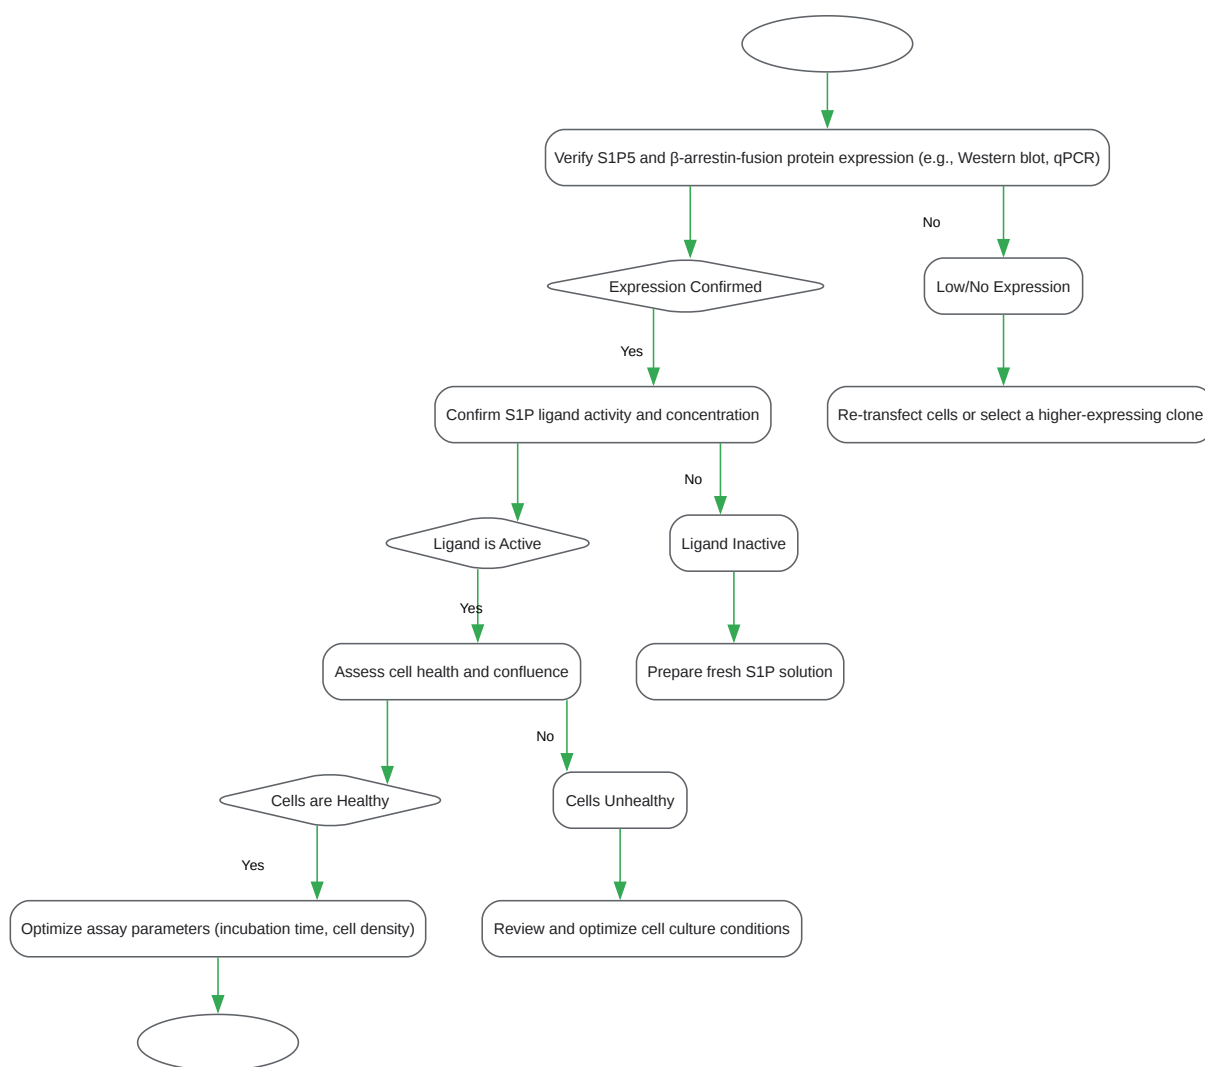 Verify S1P5 and β-arrestin-fusion protein expression (e.g., Western blot, qPCR)
No
Expression Confirmed
Low/No Expression
Yes
Confirm S1P ligand activity and concentration
Re-transfect cells or select a higher-expressing clone
No
Ligand is Active
Ligand Inactive
Yes
Assess cell health and confluence
Prepare fresh S1P solution
No
Cells are Healthy
Cells Unhealthy
Yes
Optimize assay parameters (incubation time, cell density)
Review and optimize cell culture conditions